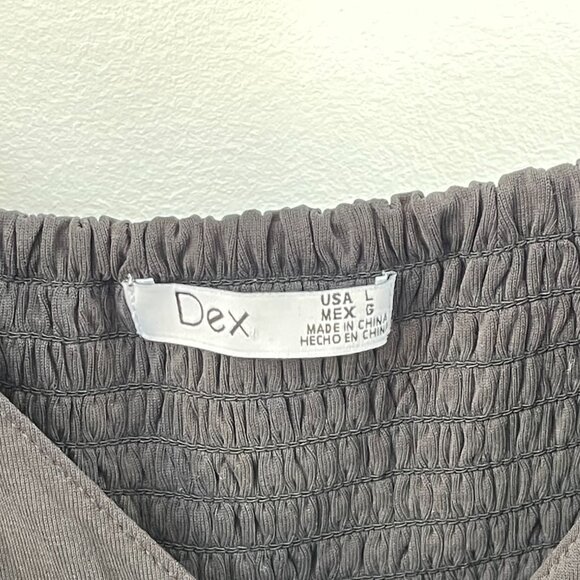 Dex
USA L
MEX G
MADE IN CHINA
HECHO EN CHINA